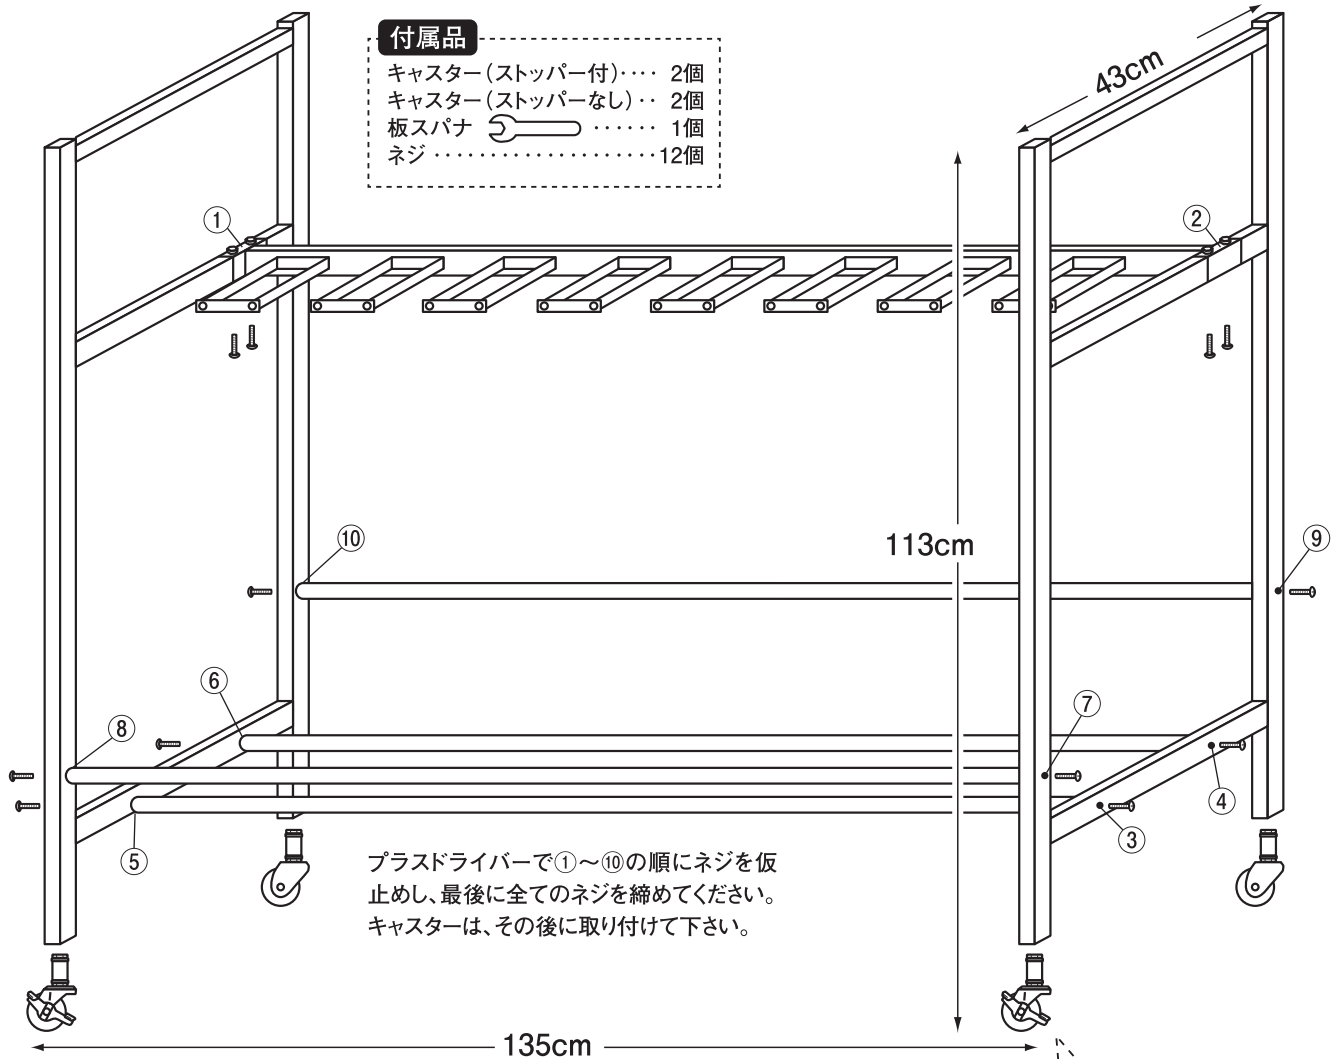 付属品
キャスター(ストッパー付)‥‥ 2個
キャスター(ストッパーなし)‥ 2個
板スパナ ‥‥‥ 1個
ネジ ‥‥‥‥‥‥‥‥‥‥12個
43cm
①
②
113cm
⑩
⑨
⑥
⑦
⑧
④
③
⑤
プラスドライバーで①～⑩の順にネジを仮
止めし、最後に全てのネジを締めてください。
キャスターは、その後に取り付けて下さい。
135cm